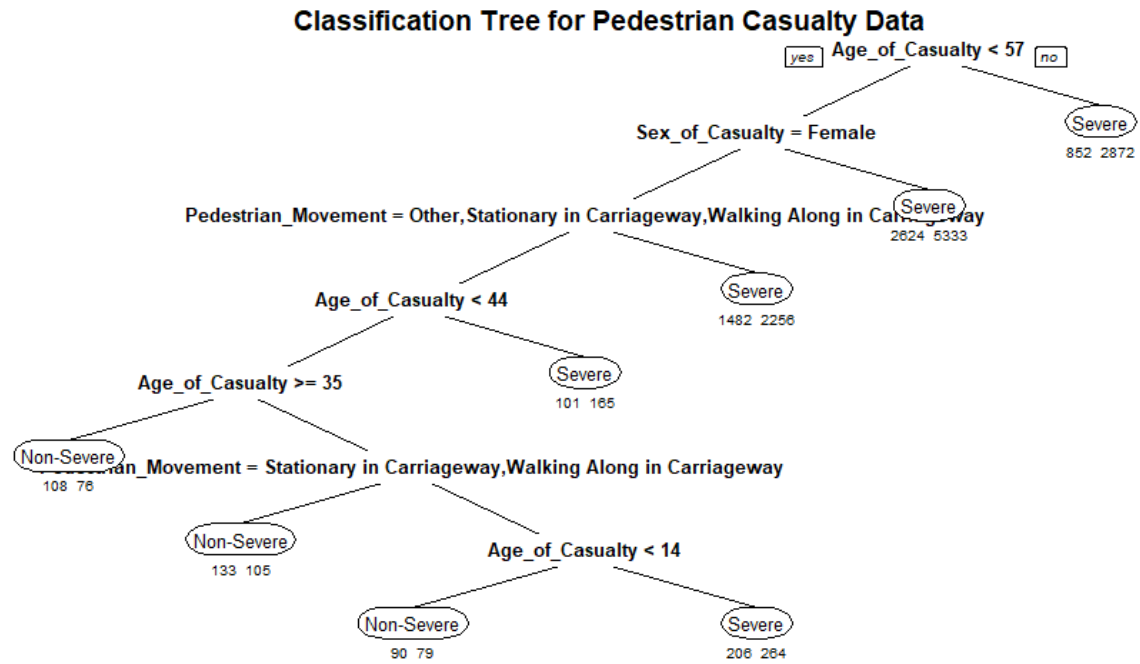 Classification Tree for Pedestrian Casualty Data
yes Age_of_Casualty < 57 no
Severe
852 2872
Sex_of_Casualty = Female
Severe
2624 5333
Pedestrian_Movement = Other,Stationary in Carriageway,Walking Along in Carriageway
Severe
1482 2256
Age_of_Casualty < 44
Severe
101 165
Age_of_Casualty >= 35
Non-Severe
108 76
Pedestrian_Movement = Stationary in Carriageway,Walking Along in Carriageway
Non-Severe
133 105
Age_of_Casualty < 14
Non-Severe
90 79
Severe
206 264